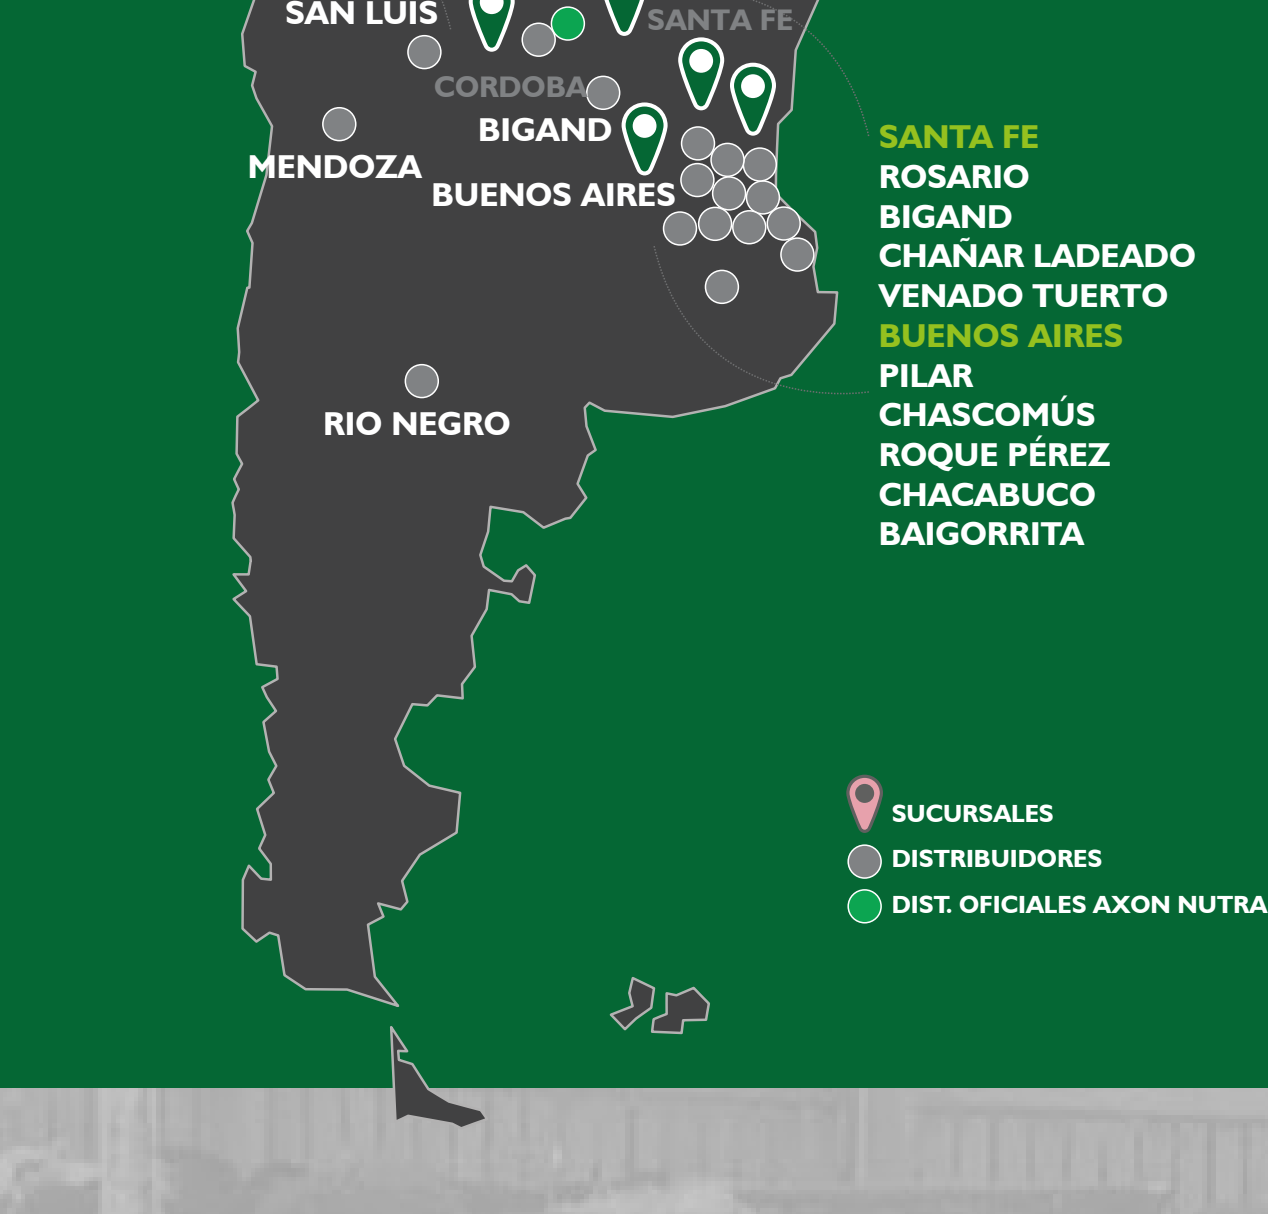 SAN LUIS
SANTA FE
CORDOBA
BIGAND
MENDOZA
BUENOS AIRES
RIO NEGRO
SANTA FE
ROSARIO
BIGAND
CHAÑAR LADEADO
VENADO TUERTO
BUENOS AIRES
PILAR
CHASCOMÚS
ROQUE PÉREZ
CHACABUCO
BAIGORRITA
SUCURSALES
DISTRIBUIDORES
DIST. OFICIALES AXON NUTRA